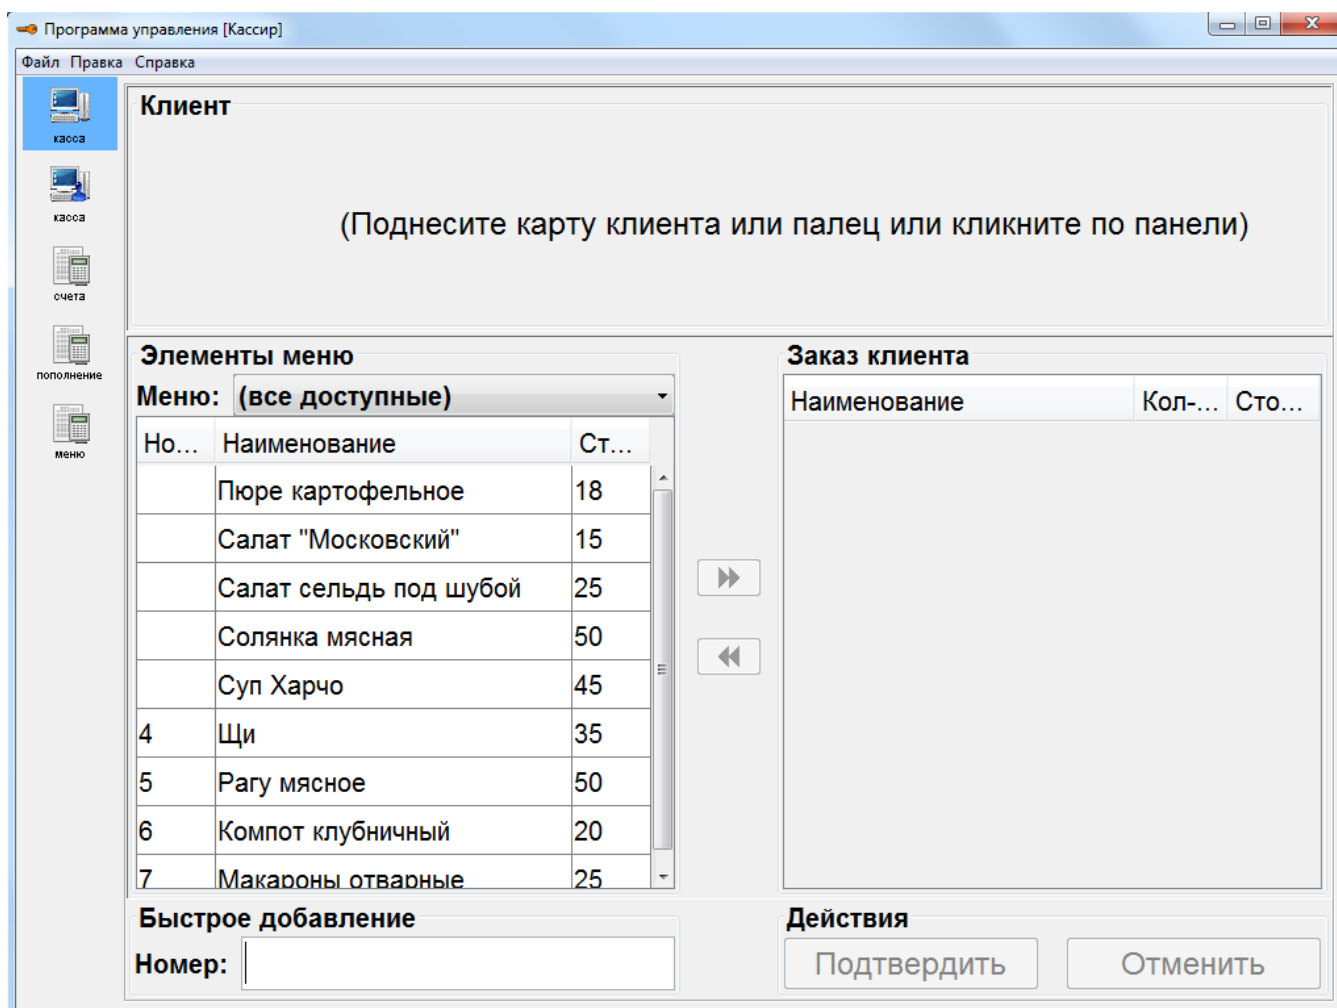 Программа управления [Кассир]
Файл Правка Справка
касса
касса
счета
пополнение
меню
Клиент
(Поднесите карту клиента или палец или кликните по панели)
Элементы меню
Меню: (все доступные)
Но... Наименование Ст...
Пюре картофельное 18
Салат "Московский" 15
Салат сельдь под шубой 25
Солянка мясная 50
Суп Харчо 45
4 Щи 35
5 Рагу мясное 50
6 Компот клубничный 20
7 Макароны отварные 25
Заказ клиента
Наименование Кол-... Сто...
Быстрое добавление
Номер:
Действия
Подтвердить Отменить